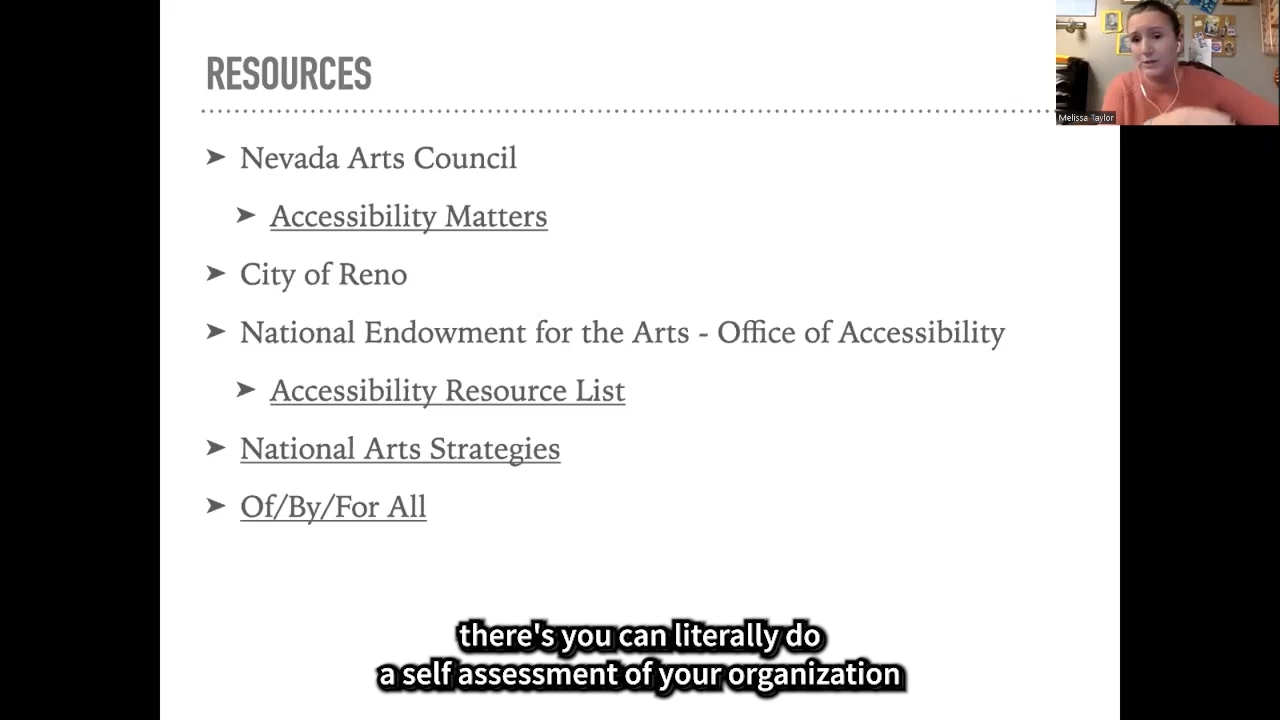 RESOURCES
Melissa Taylor
➤ Nevada Arts Council
➤ Accessibility Matters
➤ City of Reno
➤ National Endowment for the Arts - Office of Accessibility
➤ Accessibility Resource List
➤ National Arts Strategies
➤ Of/By/For All
there's you can literally do
a self assessment of your organization